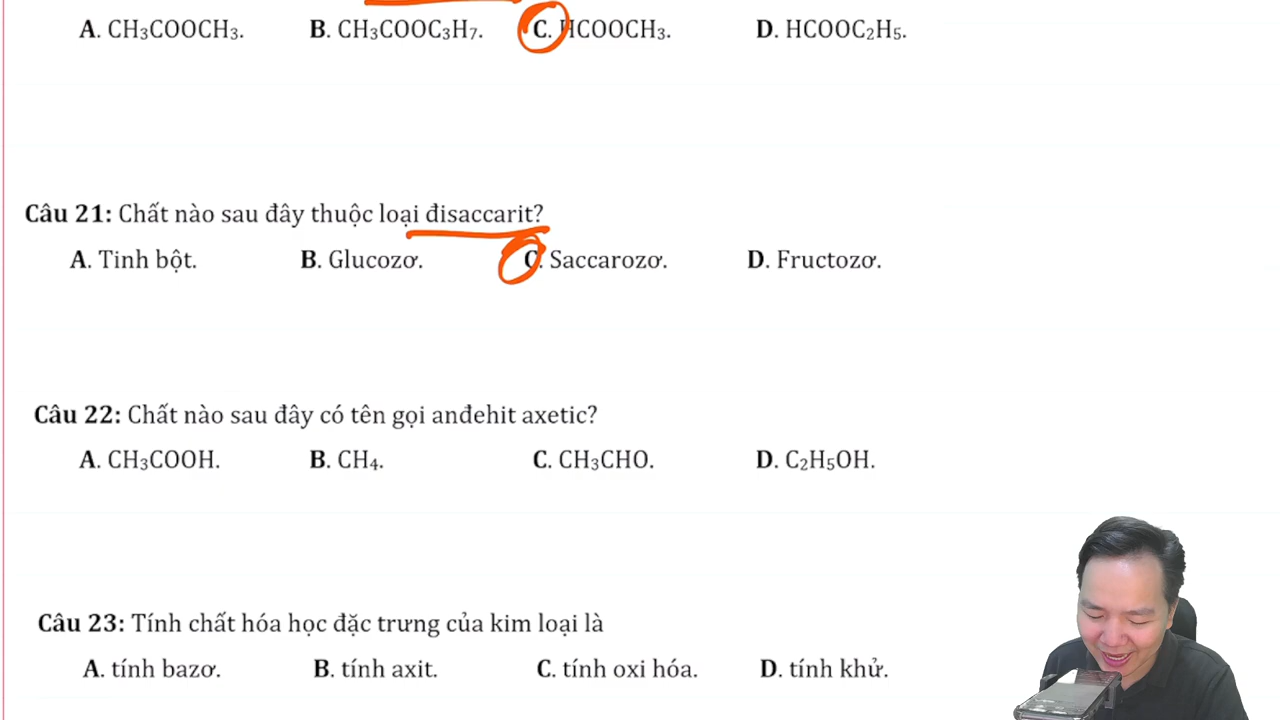 A. CH₃COOCH₃. B. CH₃COOC₃H₇. C. HCOOCH₃. D. HCOOC₂H₅.
Câu 21: Chất nào sau đây thuộc loại đisaccarit?
A. Tinh bột. B. Glucozơ. C. Saccarozơ. D. Fructozơ.
Câu 22: Chất nào sau đây có tên gọi anđehit axetic?
A. CH₃COOH. B. CH₄. C. CH₃CHO. D. C₂H₅OH.
Câu 23: Tính chất hóa học đặc trưng của kim loại là
A. tính bazơ. B. tính axit. C. tính oxi hóa. D. tính khử.